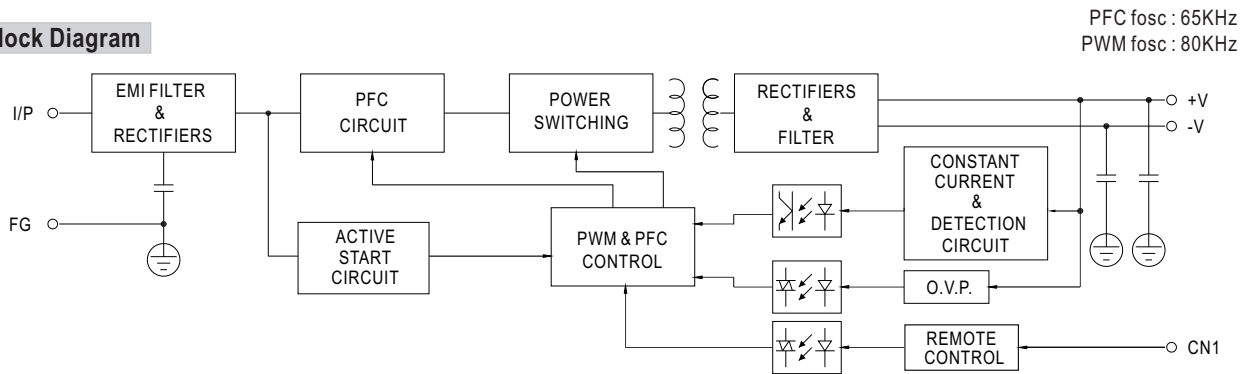 PFC fosc : 65KHz
lock Diagram
PWM fosc : 80KHz
I/P
EMI FILTER
&
RECTIFIERS
PFC
CIRCUIT
POWER
SWITCHING
RECTIFIERS
&
FILTER
+V
-V
FG
ACTIVE
START
CIRCUIT
PWM & PFC
CONTROL
CONSTANT
CURRENT
&
DETECTION
CIRCUIT
O.V.P.
REMOTE
CONTROL
CN1